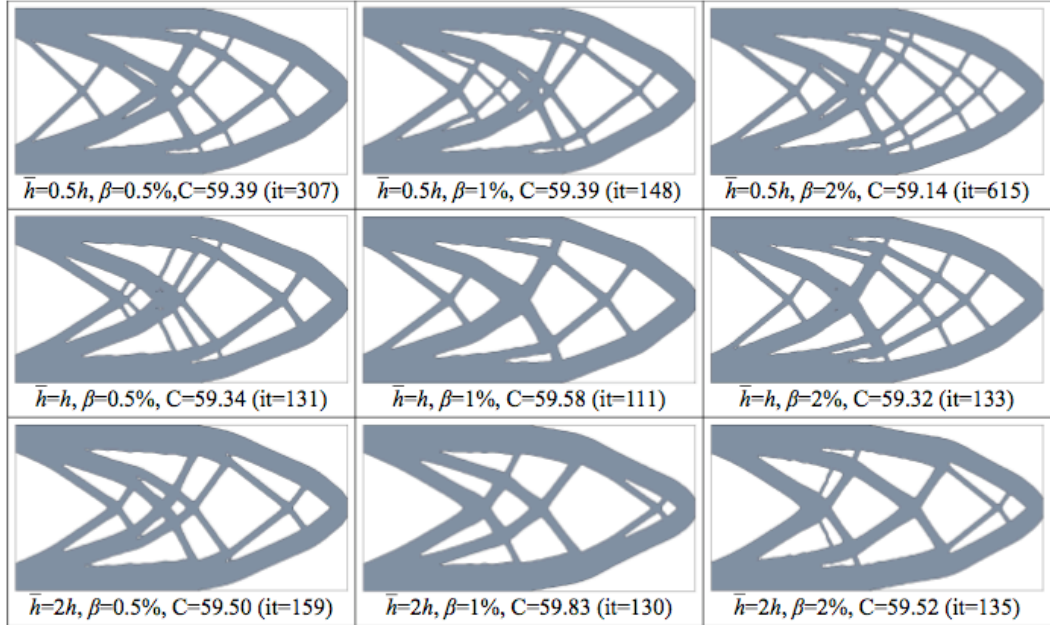 h̅=0.5h, β=0.5%,C=59.39 (it=307)
h̅=0.5h, β=1%, C=59.39 (it=148)
h̅=0.5h, β=2%, C=59.14 (it=615)
h̅=h, β=0.5%, C=59.34 (it=131)
h̅=h, β=1%, C=59.58 (it=111)
h̅=h, β=2%, C=59.32 (it=133)
h̅=2h, β=0.5%, C=59.50 (it=159)
h̅=2h, β=1%, C=59.83 (it=130)
h̅=2h, β=2%, C=59.52 (it=135)